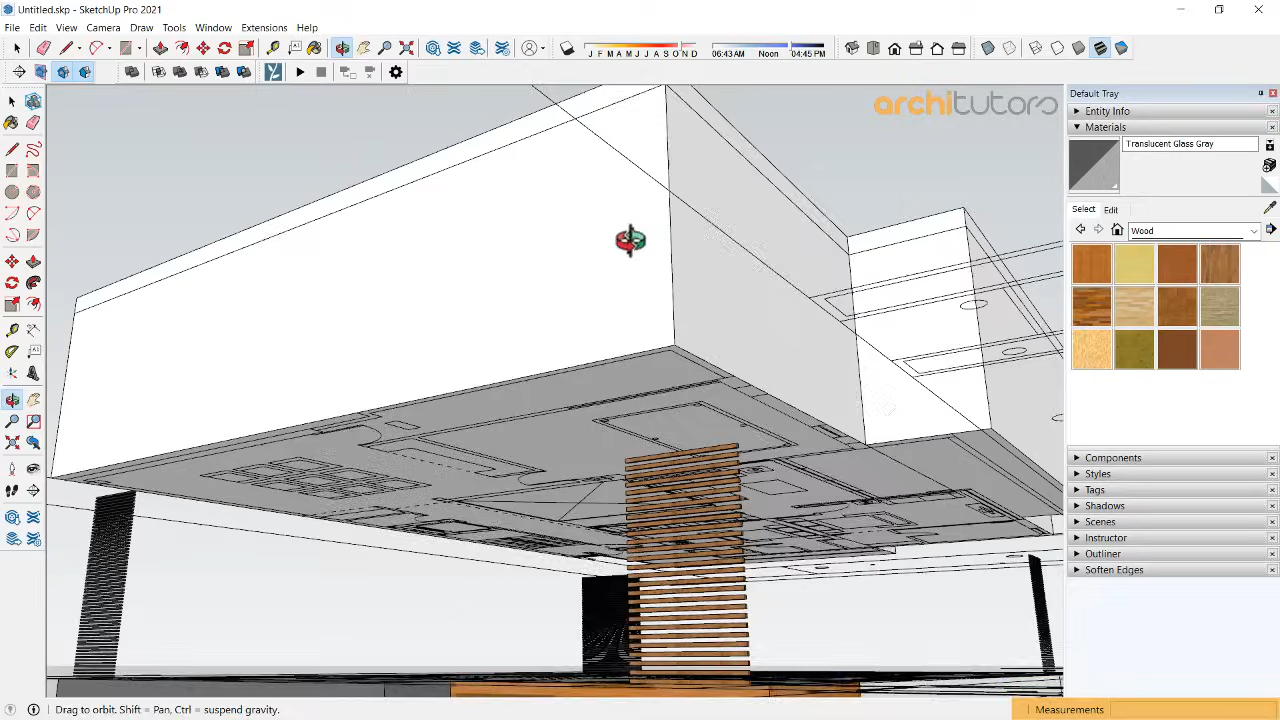 Untitled.skp - SketchUp Pro 2021
File Edit View Camera Draw Tools Window Extensions Help
J F M A M J J A S O N D
06:43 AM Noon 04:45 PM
architutors
Default Tray
Entity Info
Materials
Translucent Glass Gray
Select Edit
Wood
Components
Styles
Tags
Shadows
Scenes
Instructor
Outliner
Soften Edges
Drag to orbit. Shift = Pan, Ctrl = suspend gravity.
Measurements